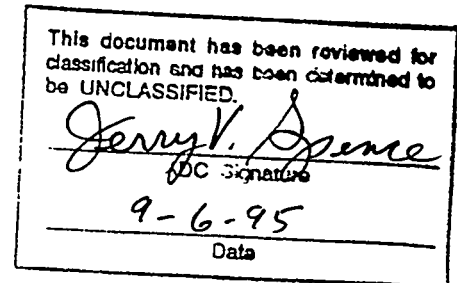 This document has been reviewed for
classification and has been determined to
be UNCLASSIFIED.
Jerry V. Spence
ADC Signature
9-6-95
Date